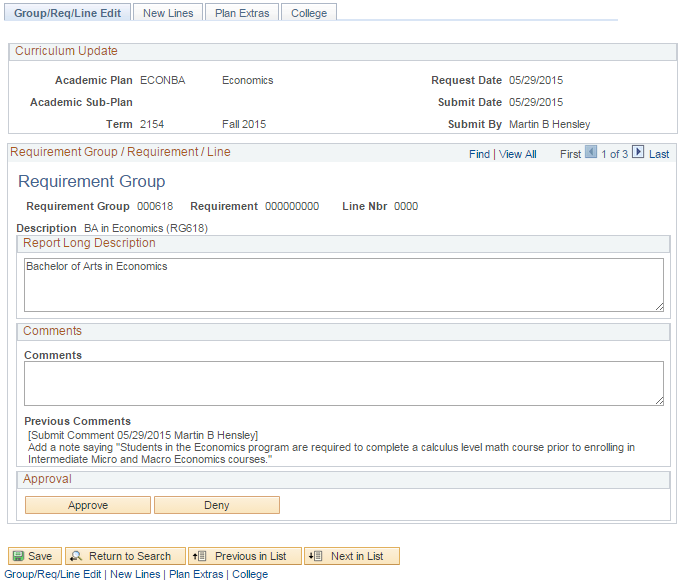 Group/Req/Line Edit New Lines Plan Extras College
Curriculum Update
Academic Plan ECONBA Economics Request Date 05/29/2015
Academic Sub-Plan Submit Date 05/29/2015
Term 2154 Fall 2015 Submit By Martin B Hensley
Requirement Group / Requirement / Line Find | View All First 1 of 3 Last
Requirement Group
Requirement Group 000618 Requirement 000000000 Line Nbr 0000
Description BA in Economics (RG618)
Report Long Description
Bachelor of Arts in Economics
Comments
Comments
Previous Comments
[Submit Comment 05/29/2015 Martin B Hensley]
Add a note saying "Students in the Economics program are required to complete a calculus level math course prior to enrolling in
Intermediate Micro and Macro Economics courses."
Approval
Approve Deny
Save Return to Search Previous in List Next in List
Group/Req/Line Edit | New Lines | Plan Extras | College